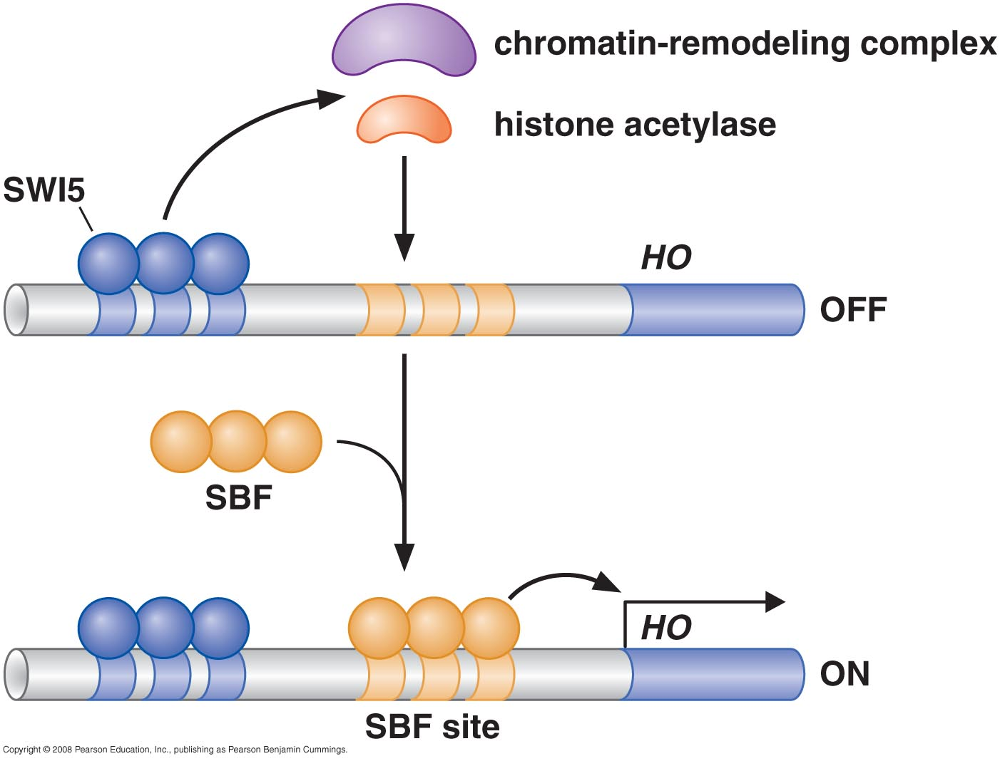 chromatin-remodeling complex
histone acetylase
SWI5
HO
OFF
SBF
HO
ON
SBF site
Copyright © 2008 Pearson Education, Inc., publishing as Pearson Benjamin Cummings.